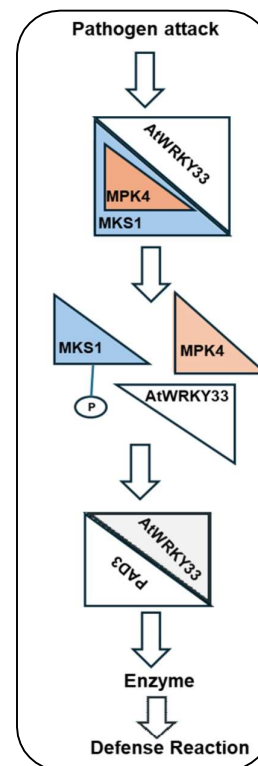 Pathogen attack
AtWRKY33
MPK4
MKS1
MKS1
MPK4
P
AtWRKY33
AtWRKY33
PAD3
Enzyme
Defense Reaction